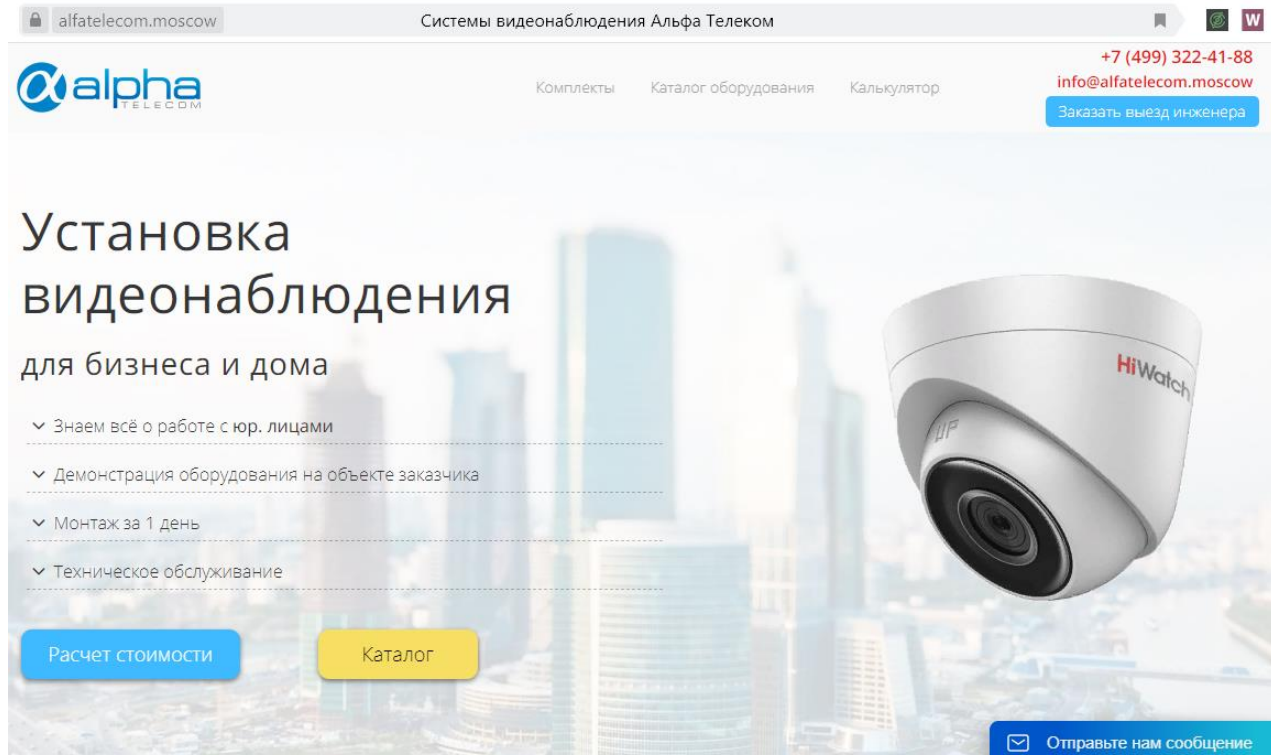 alfatelecom.moscow
Системы видеонаблюдения Альфа Телеком
W
alpha
TELECOM
Комплекты
Каталог оборудования
Калькулятор
+7 (499) 322-41-88
info@alfatelecom.moscow
Заказать выезд инженера
Установка
видеонаблюдения
для бизнеса и дома
Знаем всё о работе с юр. лицами
Демонстрация оборудования на объекте заказчика
Монтаж за 1 день
Техническое обслуживание
HiWatch
UP
Расчет стоимости
Каталог
Отправьте нам сообщение